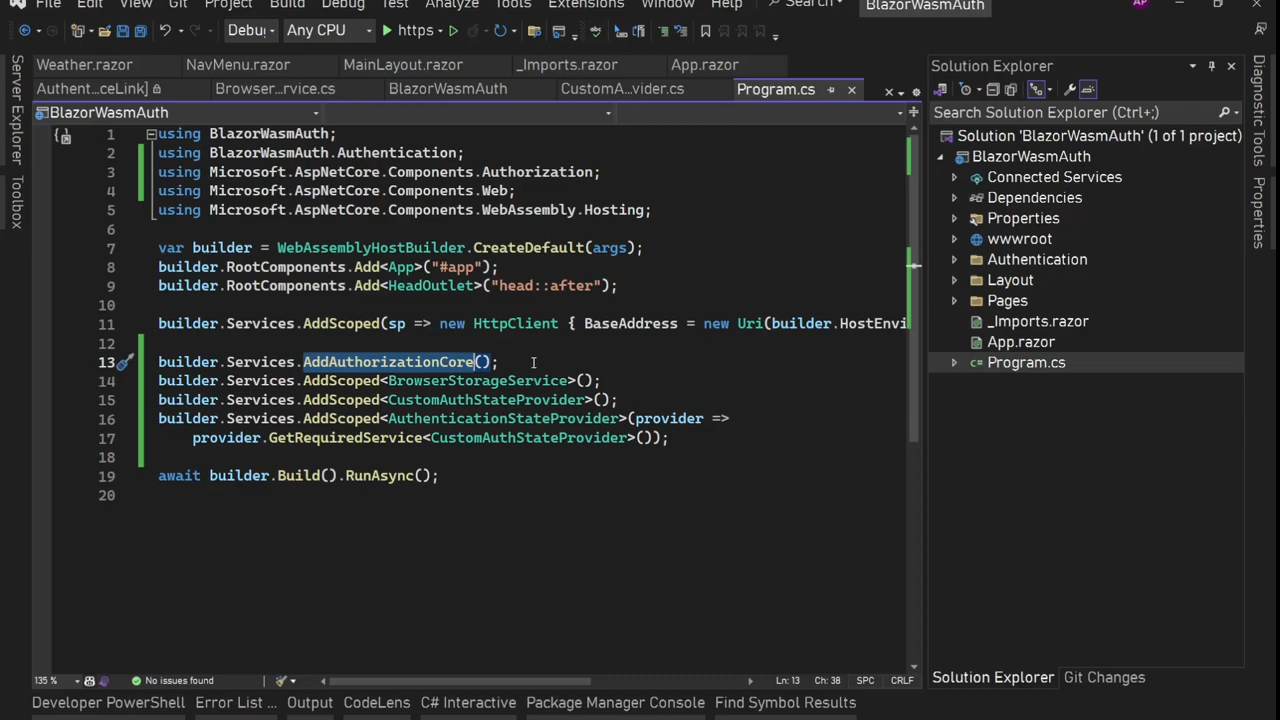 Edit View Git Project Build Debug Test Analyze Tools Extensions Window Help Search BlazorWasmAuth AP
Debug Any CPU https
Weather.razor NavMenu.razor MainLayout.razor _Imports.razor App.razor
Authent...ceLink] Browser...rvice.cs BlazorWasmAuth CustomA...vider.cs Program.cs
BlazorWasmAuth
Server Explorer
Toolbox
1 using BlazorWasmAuth;
2 using BlazorWasmAuth.Authentication;
3 using Microsoft.AspNetCore.Components.Authorization;
4 using Microsoft.AspNetCore.Components.Web;
5 using Microsoft.AspNetCore.Components.WebAssembly.Hosting;
6
7 var builder = WebAssemblyHostBuilder.CreateDefault(args);
8 builder.RootComponents.Add<App>("#app");
9 builder.RootComponents.Add<HeadOutlet>("head::after");
10
11 builder.Services.AddScoped(sp => new HttpClient { BaseAddress = new Uri(builder.HostEnvi
12
13 builder.Services.AddAuthorizationCore();
14 builder.Services.AddScoped<BrowserStorageService>();
15 builder.Services.AddScoped<CustomAuthStateProvider>();
16 builder.Services.AddScoped<AuthenticationStateProvider>(provider =>
17 provider.GetRequiredService<CustomAuthStateProvider>());
18
19 await builder.Build().RunAsync();
20
135 % No issues found Ln: 13 Ch: 38 SPC CRLF
Developer PowerShell Error List ... Output CodeLens C# Interactive Package Manager Console Find Symbol Results
Solution Explorer
Search Solution Explorer (Ctrl+;)
Solution 'BlazorWasmAuth' (1 of 1 project)
BlazorWasmAuth
Connected Services
Dependencies
Properties
wwwroot
Authentication
Layout
Pages
_Imports.razor
App.razor
C# Program.cs
Solution Explorer Git Changes
Diagnostic Tools
Properties